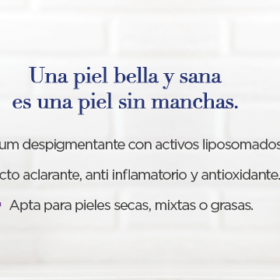 Una piel bella y sana
es una piel sin manchas.
um despigmentante con activos liposomados
cto aclarante, anti inflamatorio y antioxidante.
Apta para pieles secas, mixtas o grasas.